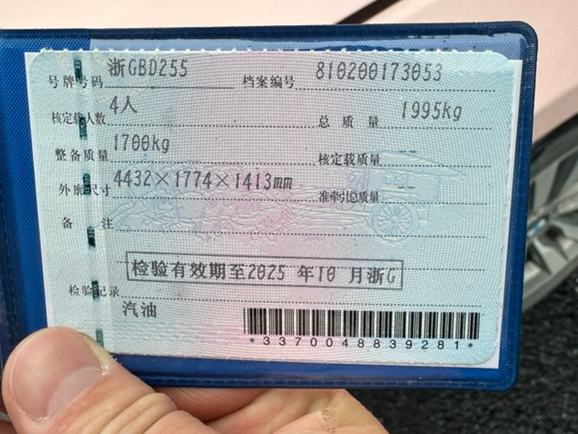 号牌号码 浙GBD255 档案编号 810200173053
核定载人数 4人 总质量 1995kg
整备质量 1700kg 核定载质量 --
外廓尺寸 4432×1774×1413mm 准牵引总质量 --
备注
检验有效期至2025年10月浙G
检验记录
汽油
*3370048839281*